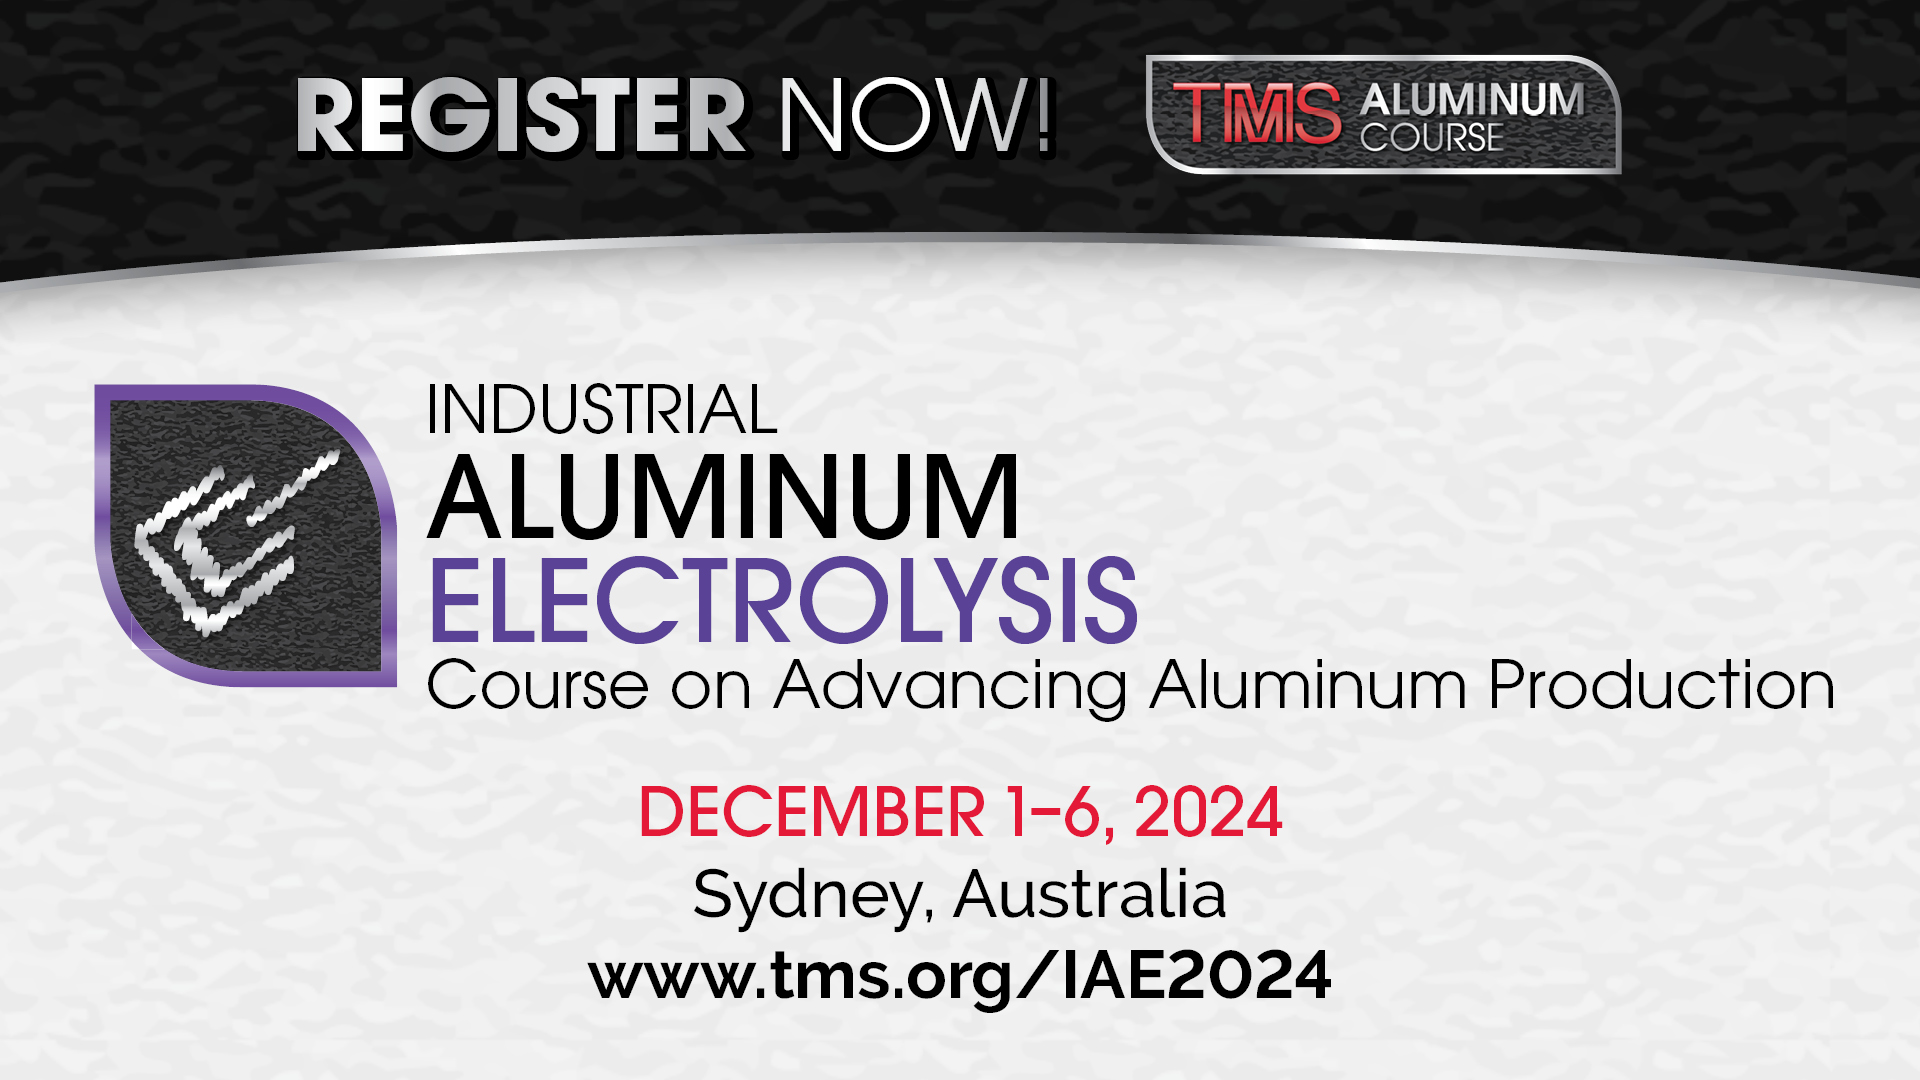 REGISTER NOW!
TMS ALUMINUM COURSE
INDUSTRIAL
ALUMINUM
ELECTROLYSIS
Course on Advancing Aluminum Production
DECEMBER 1–6, 2024
Sydney, Australia
www.tms.org/IAE2024